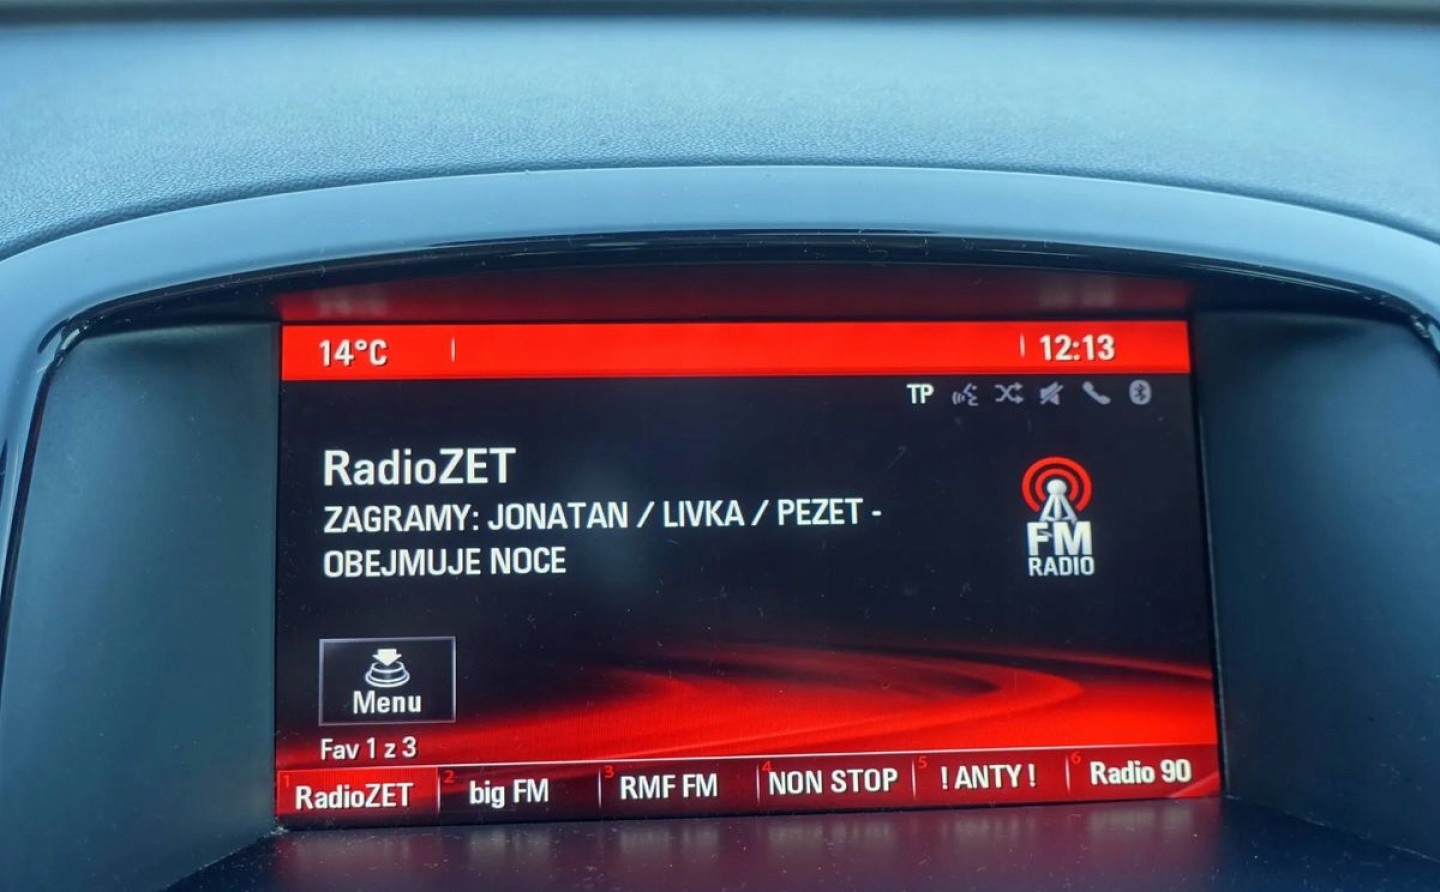 14°C 12:13
TP
RadioZET
ZAGRAMY: JONATAN / LIVKA / PEZET -
OBEJMUJE NOCE
FM
RADIO
Menu
Fav 1 z 3
1 RadioZET 2 big FM 3 RMF FM 4 NON STOP 5 ! ANTY ! 6 Radio 90